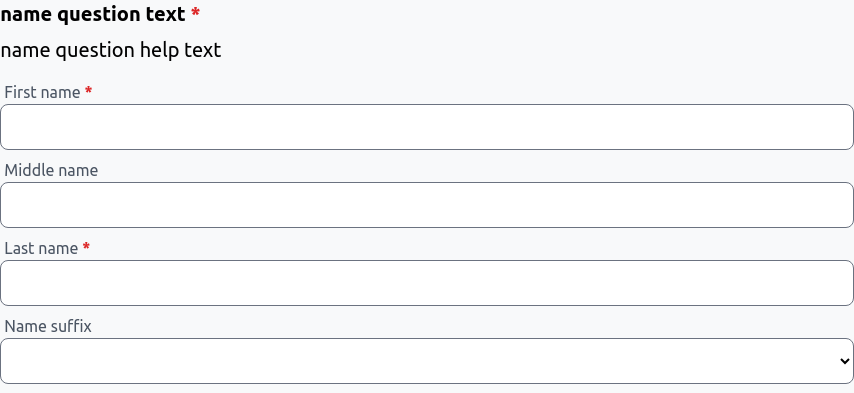 name question text *
name question help text
First name *
Middle name
Last name *
Name suffix